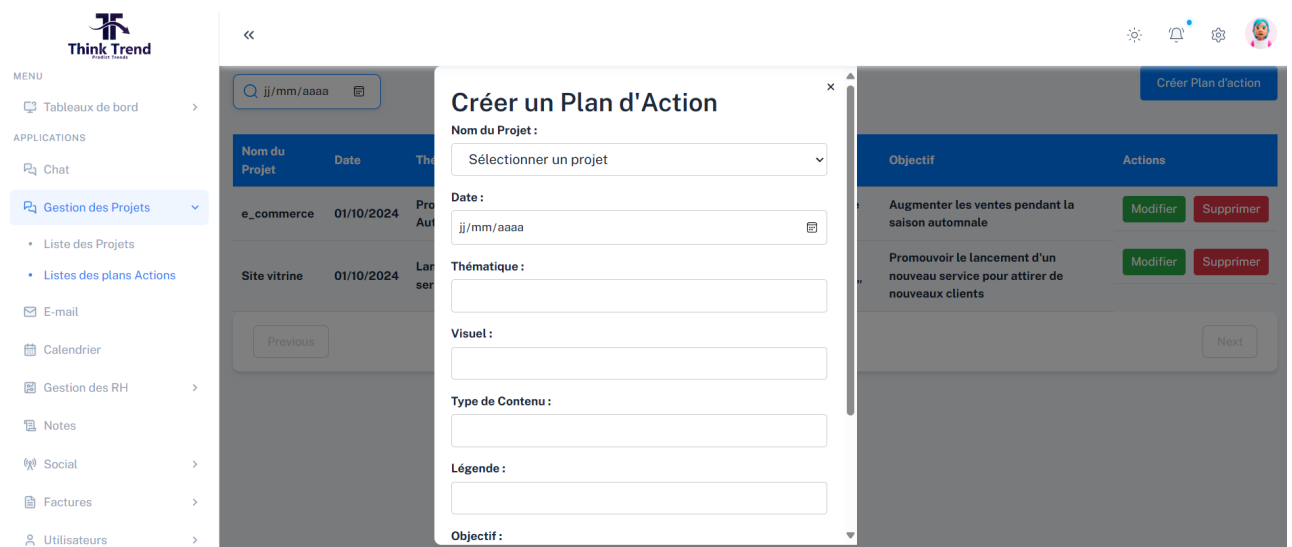 Think Trend
Predict Trends
MENU
Tableaux de bord
APPLICATIONS
Chat
Gestion des Projets
Liste des Projets
Listes des plans Actions
E-mail
Calendrier
Gestion des RH
Notes
Social
Factures
Utilisateurs
jj/mm/aaaa
Créer Plan d'action
Nom du
Projet
Date
Objectif
Actions
e_commerce
01/10/2024
Augmenter les ventes pendant la
saison automnale
Modifier
Supprimer
Site vitrine
01/10/2024
Promouvoir le lancement d'un
nouveau service pour attirer de
nouveaux clients
Modifier
Supprimer
Previous
Next
×
Créer un Plan d'Action
Nom du Projet :
Sélectionner un projet
Date :
jj/mm/aaaa
Thématique :
Visuel :
Type de Contenu :
Légende :
Objectif :